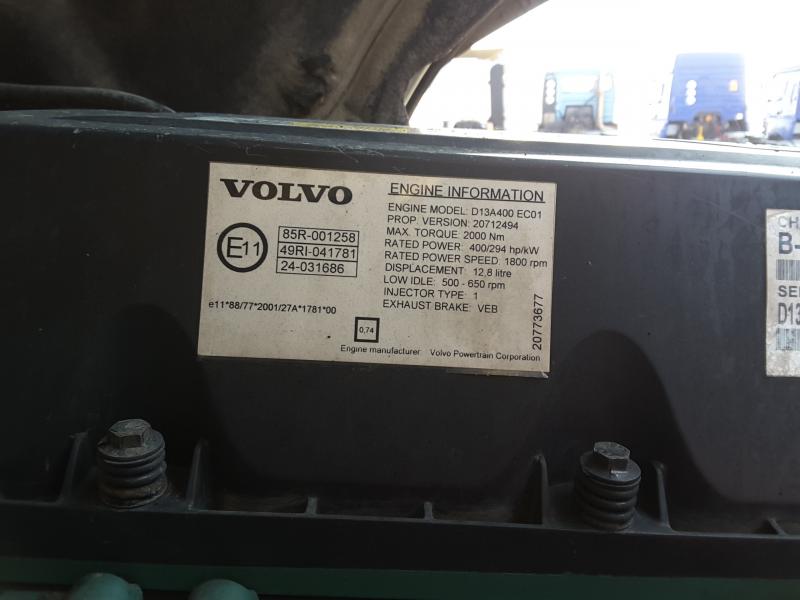 VOLVO
E11
85R-001258
49RI-041781
24-031686
e11*88/77*2001/27A*1781*00
ENGINE INFORMATION
ENGINE MODEL: D13A400 EC01
PROP. VERSION: 20712494
MAX. TORQUE: 2000 Nm
RATED POWER: 400/294 hp/kW
RATED POWER SPEED: 1800 rpm
DISPLACEMENT: 12,8 litre
LOW IDLE: 500 - 650 rpm
INJECTOR TYPE: 1
EXHAUST BRAKE: VEB
0,74
Engine manufacturer Volvo Powertrain Corporation
20773677
CH
B-
SE
D13